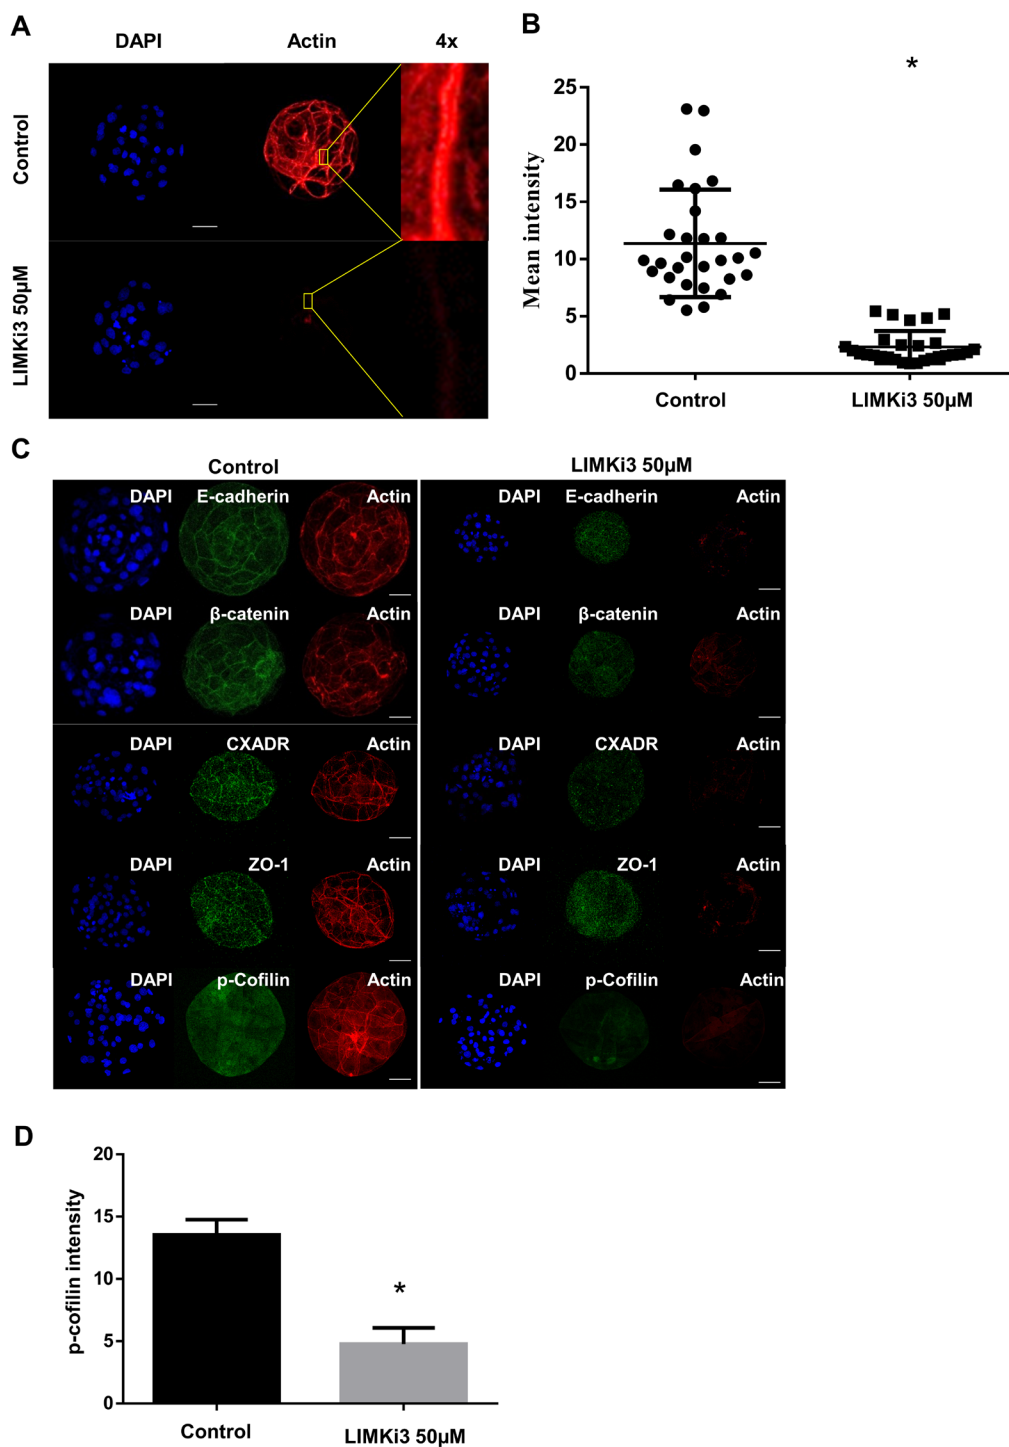 A
DAPI Actin 4x
Control
LIMKi3 50µM
B
*
Mean intensity
25
20
15
10
5
0
Control LIMKi3 50µM
C
Control LIMKi3 50µM
DAPI E-cadherin Actin DAPI E-cadherin Actin
DAPI β-catenin Actin DAPI β-catenin Actin
DAPI CXADR Actin DAPI CXADR Actin
DAPI ZO-1 Actin DAPI ZO-1 Actin
DAPI p-Cofilin Actin DAPI p-Cofilin Actin
D
p-cofilin intensity
20
15
10
5
0
*
Control LIMKi3 50µM